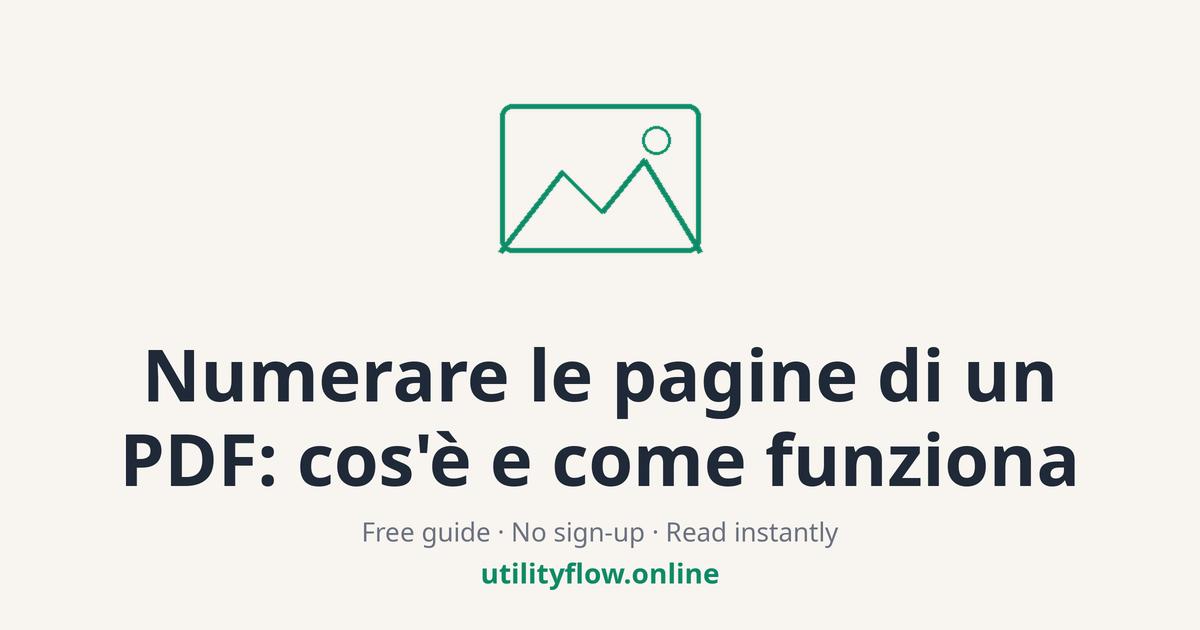 Numerare le pagine di un
PDF: cos'è e come funziona
Free guide · No sign-up · Read instantly
utilityflow.online